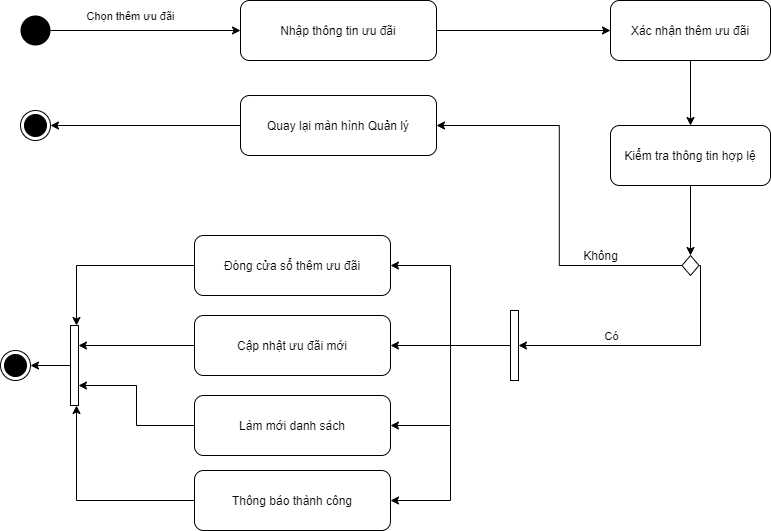 Chọn thêm ưu đãi
Nhập thông tin ưu đãi
Xác nhận thêm ưu đãi
Quay lại màn hình Quản lý
Kiểm tra thông tin hợp lệ
Không
Đóng cửa sổ thêm ưu đãi
Có
Cập nhật ưu đãi mới
Làm mới danh sách
Thông báo thành công